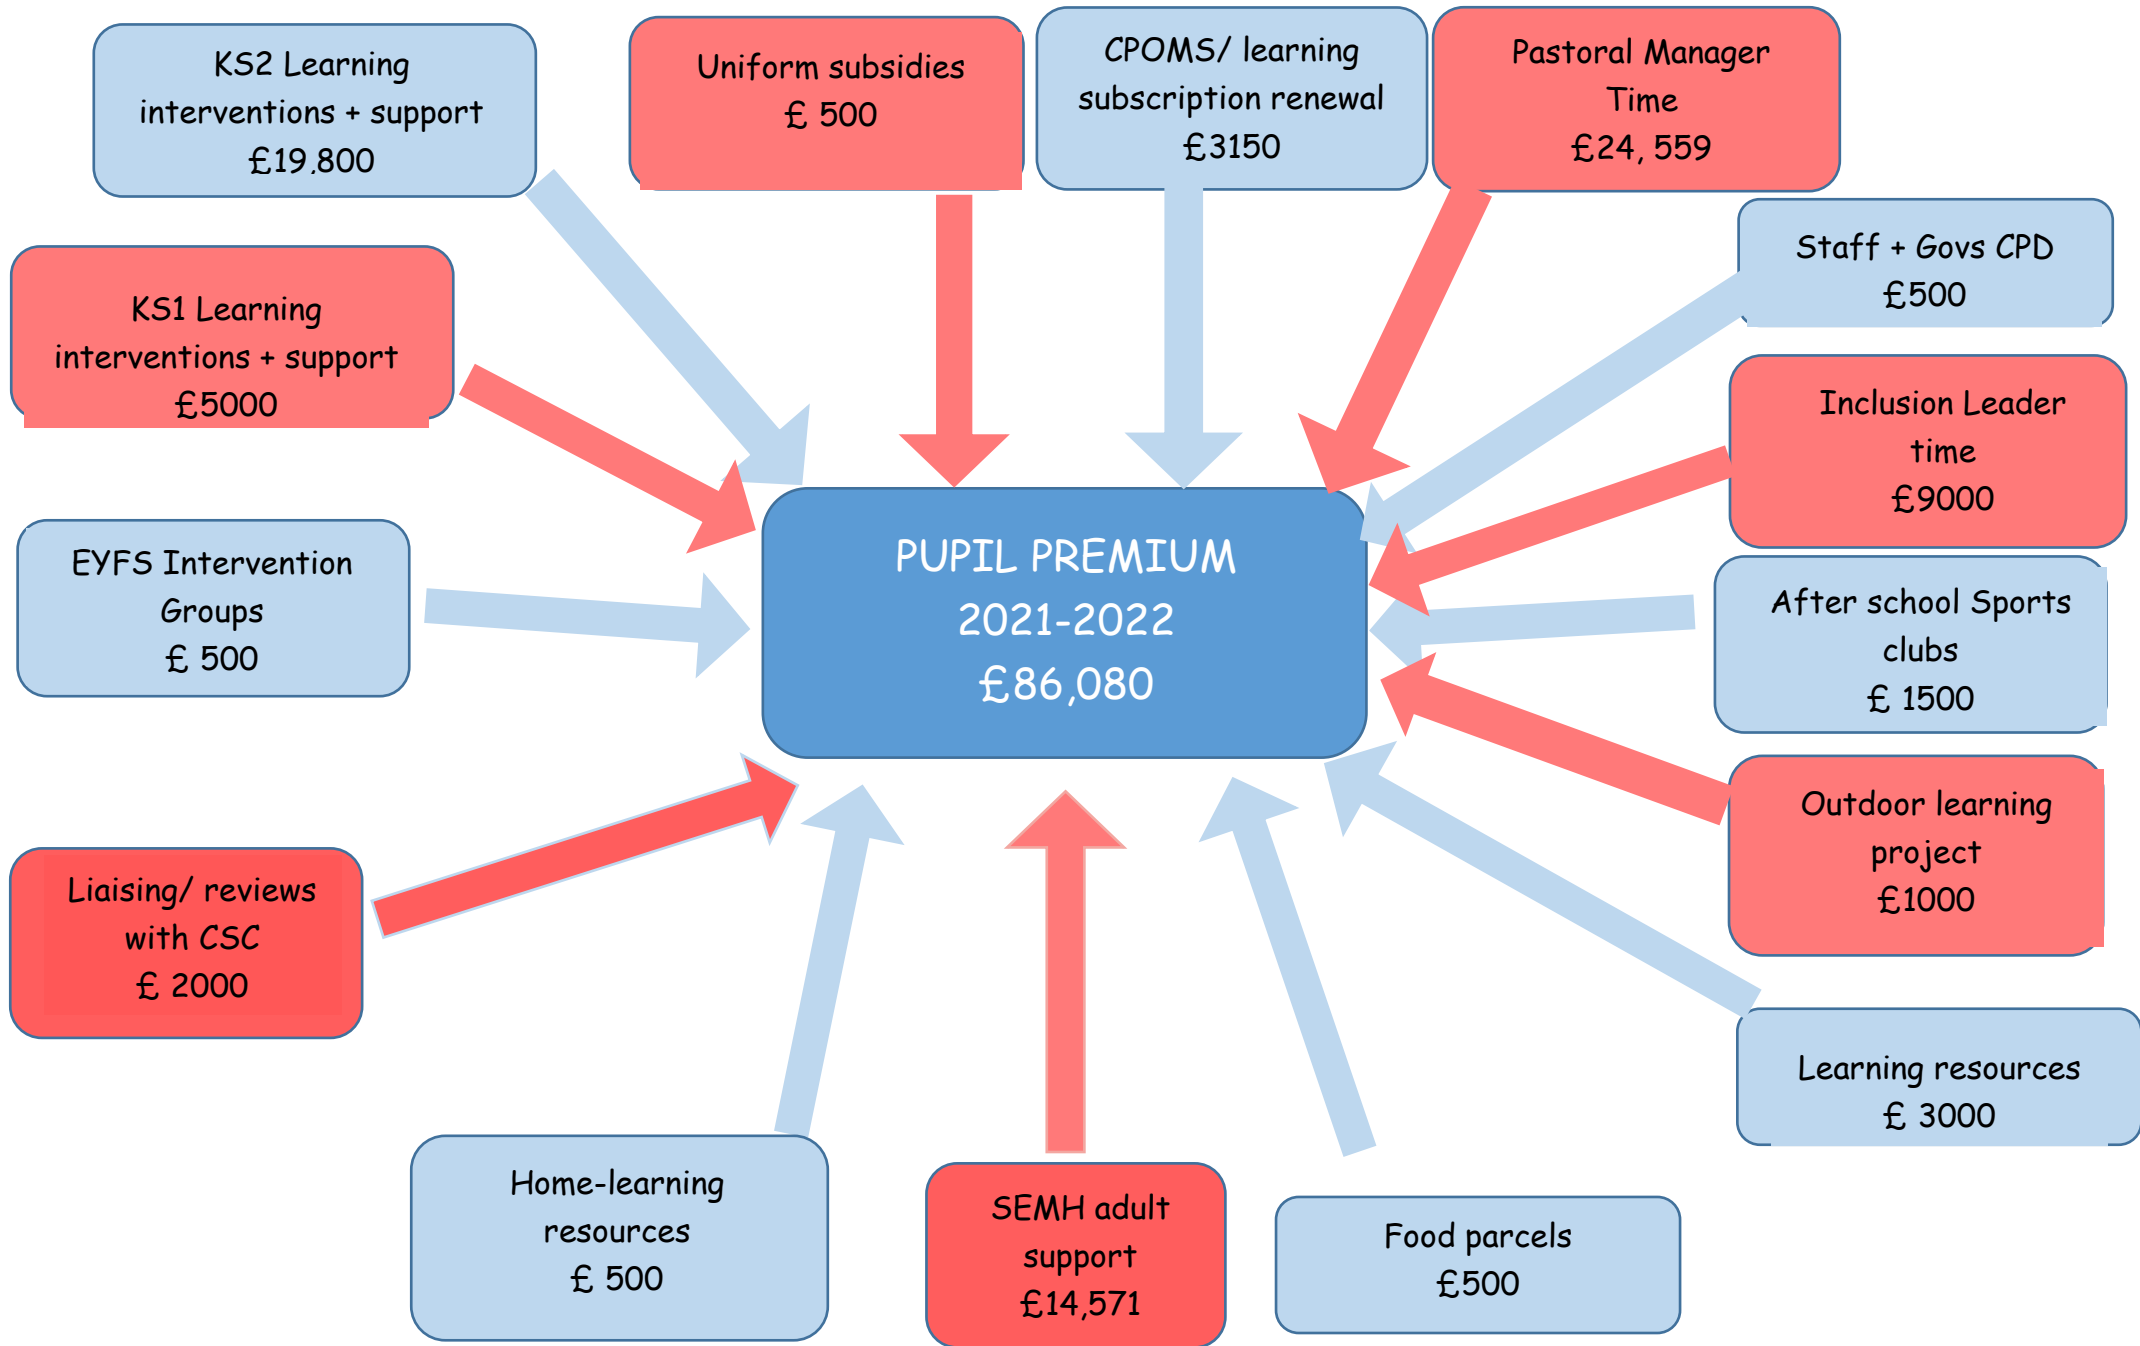 KS2 Learning
interventions + support
£19,800
Uniform subsidies
£ 500
CPOMS/ learning
subscription renewal
£3150
Pastoral Manager
Time
£24, 559
Staff + Govs CPD
£500
KS1 Learning
interventions + support
£5000
Inclusion Leader
time
£9000
EYFS Intervention
Groups
£ 500
PUPIL PREMIUM
2021-2022
£86,080
After school Sports
clubs
£ 1500
Outdoor learning
project
£1000
Liaising/ reviews
with CSC
£ 2000
Learning resources
£ 3000
Home-learning
resources
£ 500
SEMH adult
support
£14,571
Food parcels
£500